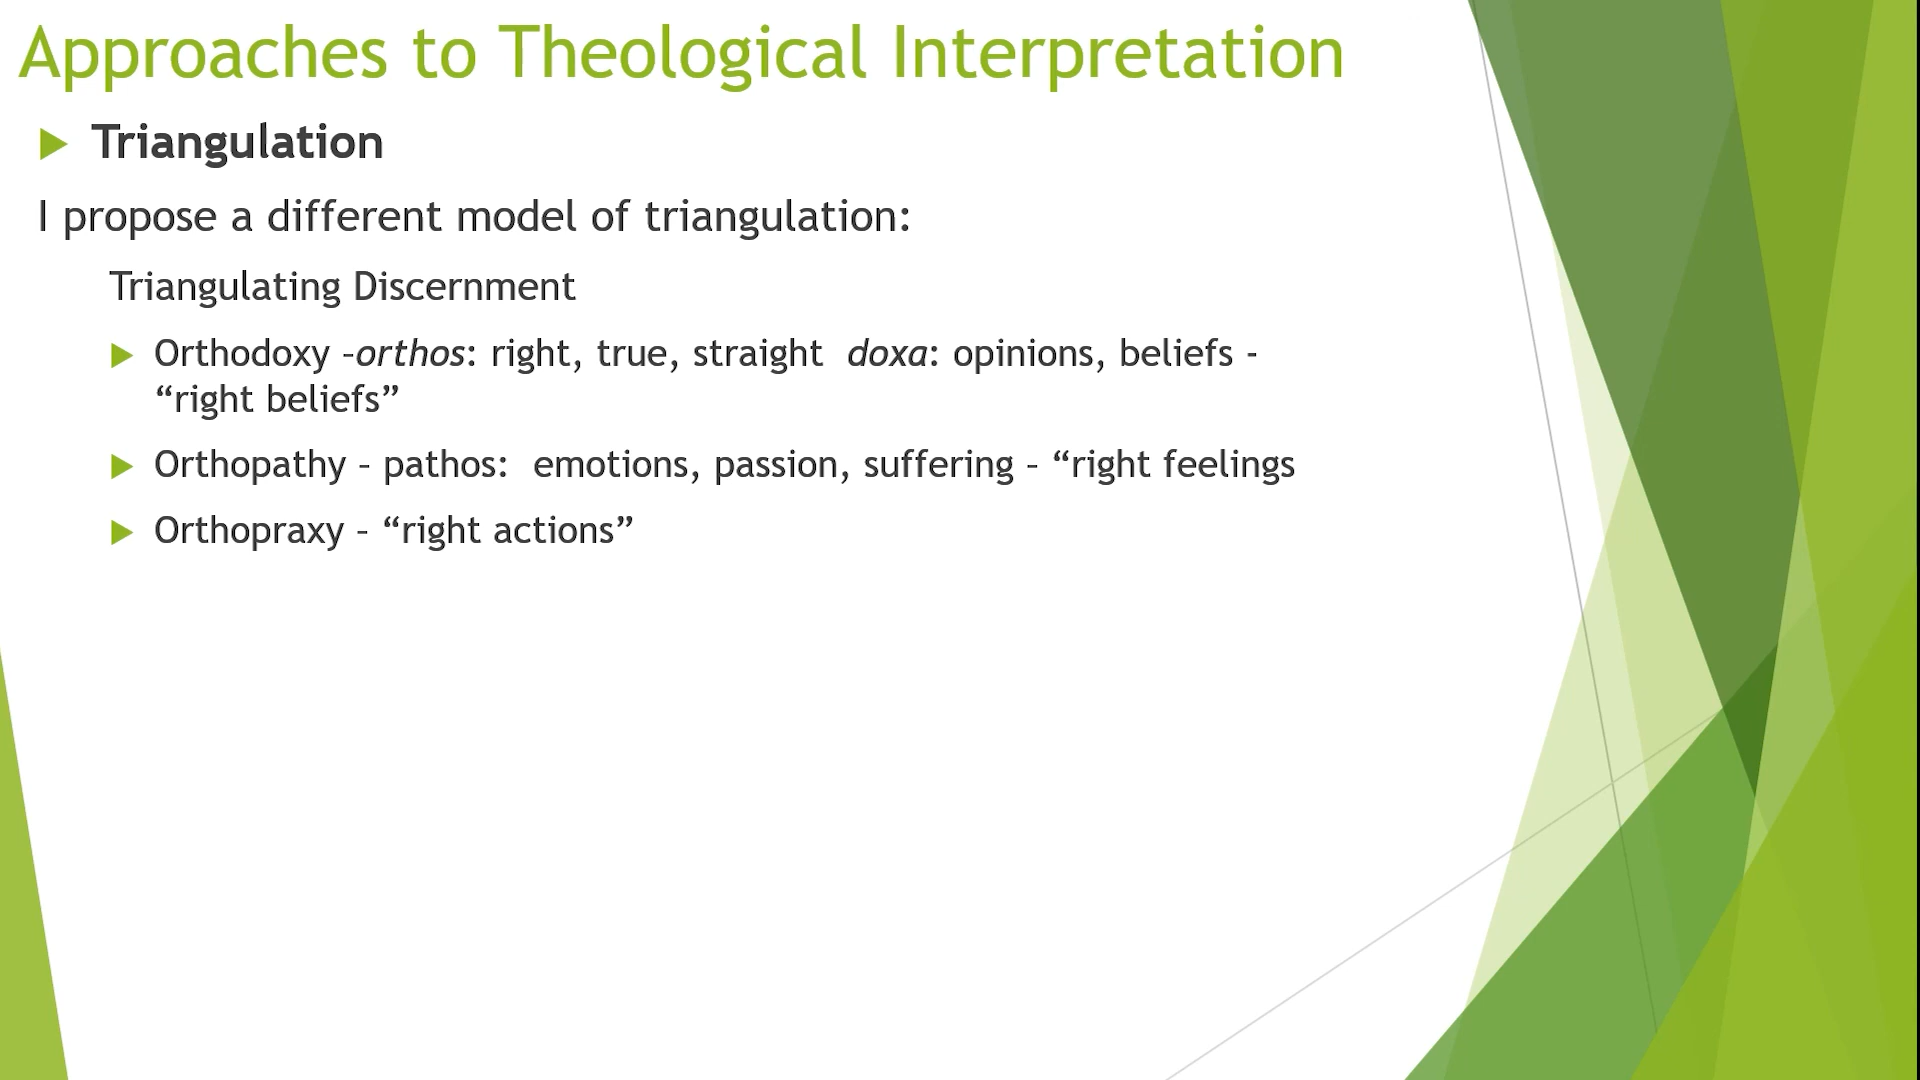 Approaches to Theological Interpretation
Triangulation
I propose a different model of triangulation:
Triangulating Discernment
Orthodoxy –orthos: right, true, straight  doxa: opinions, beliefs -
“right beliefs”
Orthopathy – pathos:  emotions, passion, suffering – “right feelings
Orthopraxy – “right actions”